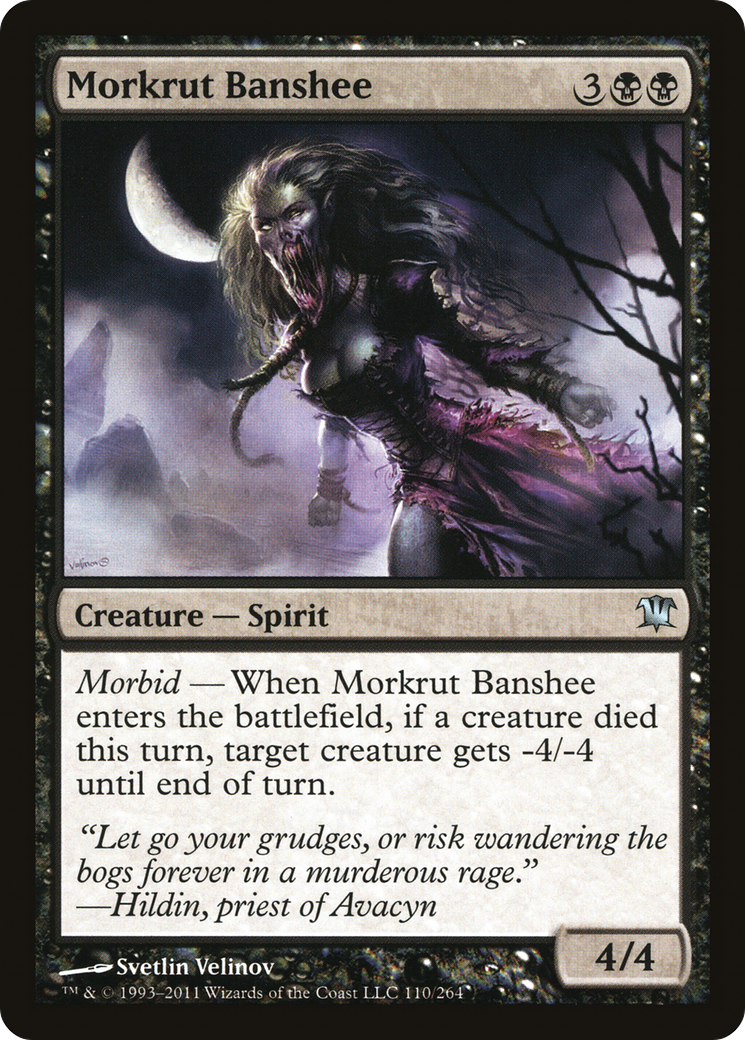 Morkrut Banshee 3
Velinov
Creature — Spirit
Morbid — When Morkrut Banshee
enters the battlefield, if a creature died
this turn, target creature gets -4/-4
until end of turn.
“Let go your grudges, or risk wandering the
bogs forever in a murderous rage.”
—Hildin, priest of Avacyn
4/4
Svetlin Velinov
™ & © 1993–2011 Wizards of the Coast LLC 110/264